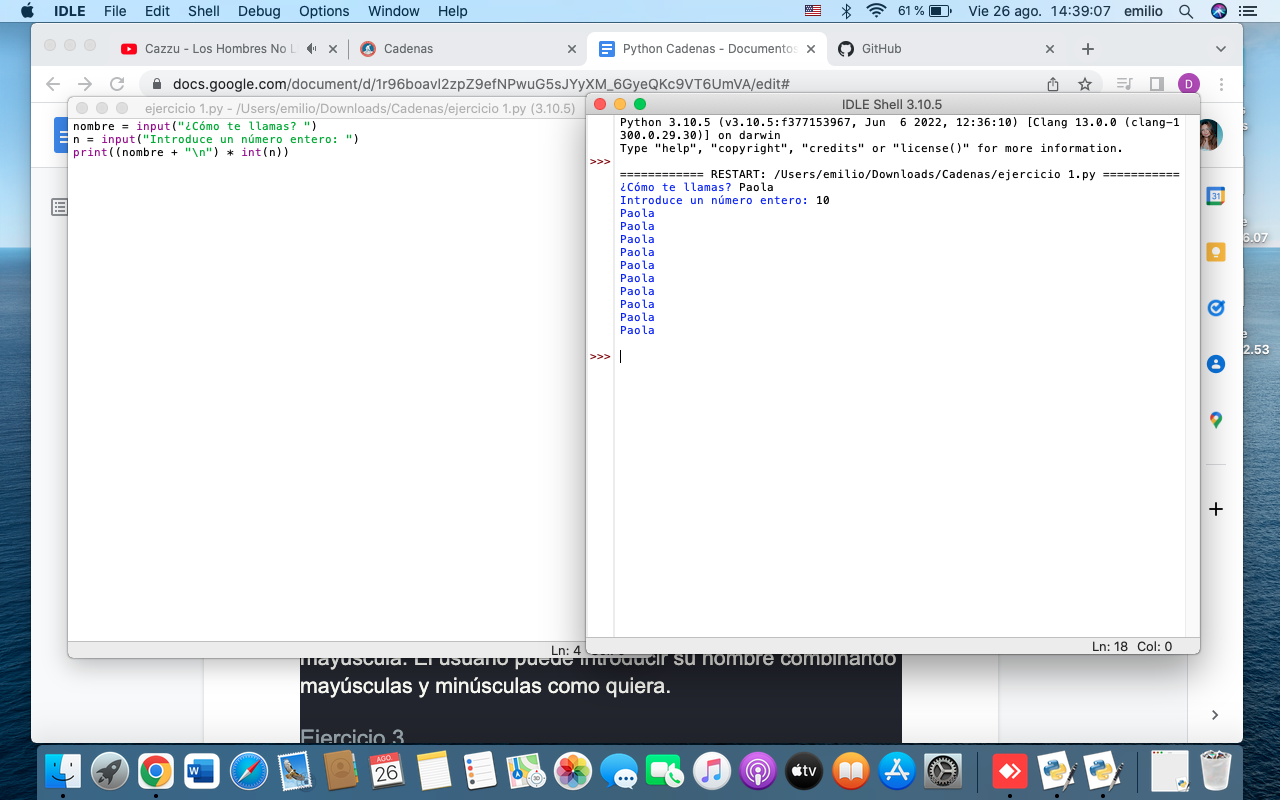 IDLE File Edit Shell Debug Options Window Help 61 % Vie 26 ago. 14:39:07 emilio
Cazzu - Los Hombres No L
Cadenas
Python Cadenas - Documentos
GitHub
docs.google.com/document/d/1r96boavl2zpZ9efNPwuG5sJYyXM_6GyeQKc9VT6UmVA/edit#
D
ejercicio 1.py - /Users/emilio/Downloads/Cadenas/ejercicio 1.py (3.10.5)
nombre = input("¿Cómo te llamas? ")
n = input("Introduce un número entero: ")
print((nombre + "\n") * int(n))
Ln: 4
IDLE Shell 3.10.5
Python 3.10.5 (v3.10.5:f377153967, Jun  6 2022, 12:36:10) [Clang 13.0.0 (clang-1
300.0.29.30)] on darwin
Type "help", "copyright", "credits" or "license()" for more information.
>>>
============ RESTART: /Users/emilio/Downloads/Cadenas/ejercicio 1.py ===========
¿Cómo te llamas? Paola
Introduce un número entero: 10
Paola
Paola
Paola
Paola
Paola
Paola
Paola
Paola
Paola
Paola
>>>
Ln: 18 Col: 0
31
6.07
2.53
mayúscula. El usuario puede introducir su nombre combinando
mayúsculas y minúsculas como quiera.
Ejercicio 3
W
AGO.
26
tv